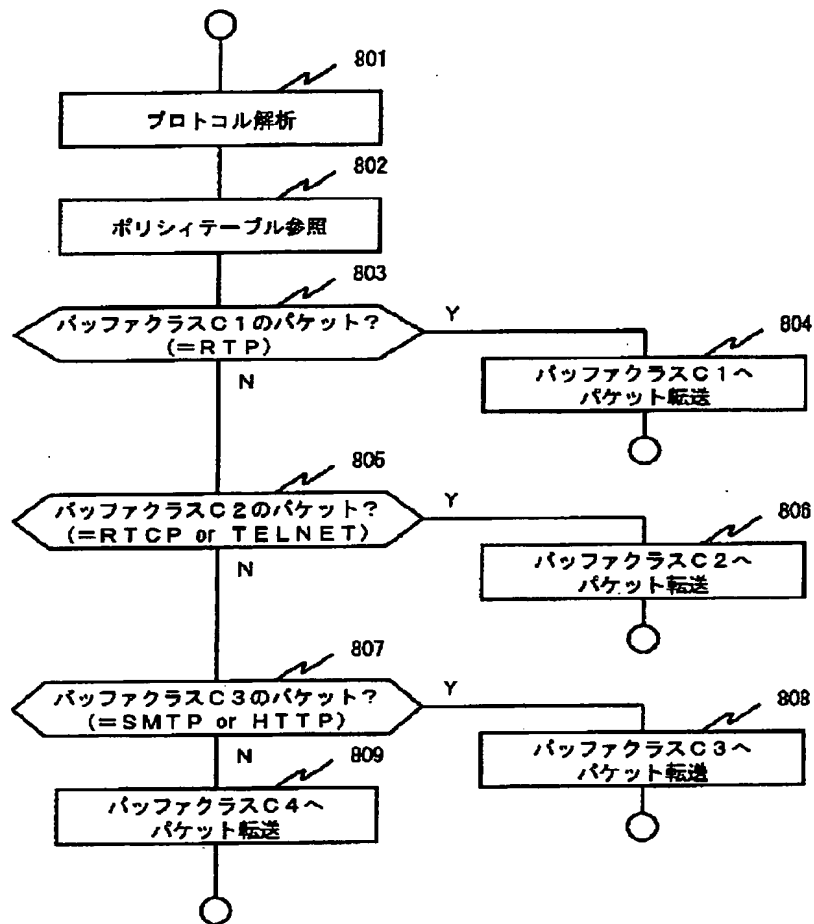 801
プロトコル解析
802
ポリシィテーブル参照
803
バッファクラスC1のパケット?
(=RTP)
Y
N
804
バッファクラスC1へ
パケット転送
805
バッファクラスC2のパケット?
(=RTCP or TELNET)
Y
N
806
バッファクラスC2へ
パケット転送
807
バッファクラスC3のパケット?
(=SMTP or HTTP)
Y
N
808
バッファクラスC3へ
パケット転送
809
バッファクラスC4へ
パケット転送